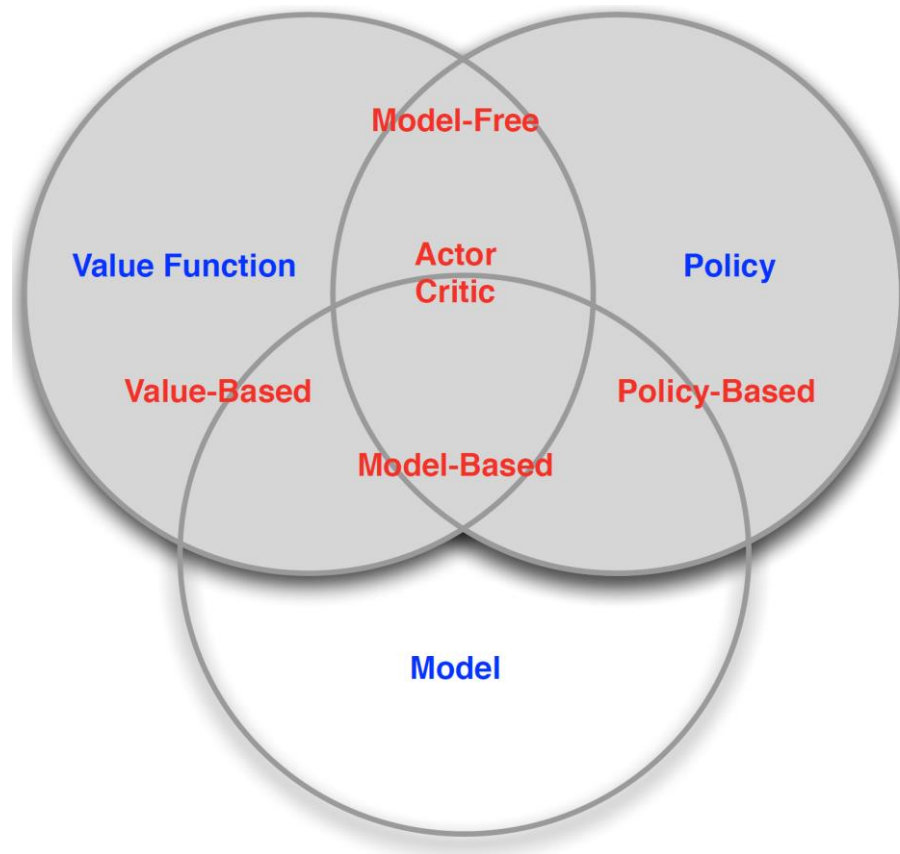 Model-Free
Value Function
Actor
Critic
Policy
Value-Based
Policy-Based
Model-Based
Model